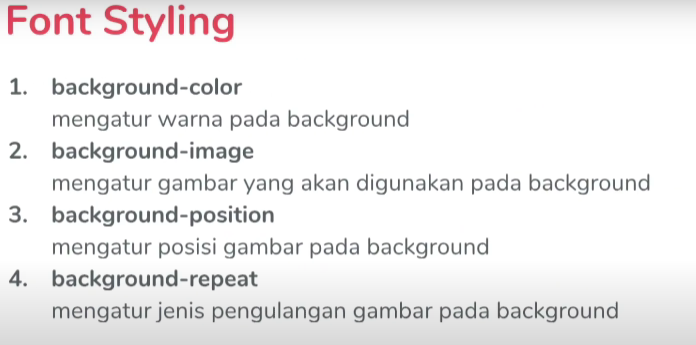 Font Styling
1. background-color
mengatur warna pada background
2. background-image
mengatur gambar yang akan digunakan pada background
3. background-position
mengatur posisi gambar pada background
4. background-repeat
mengatur jenis pengulangan gambar pada background